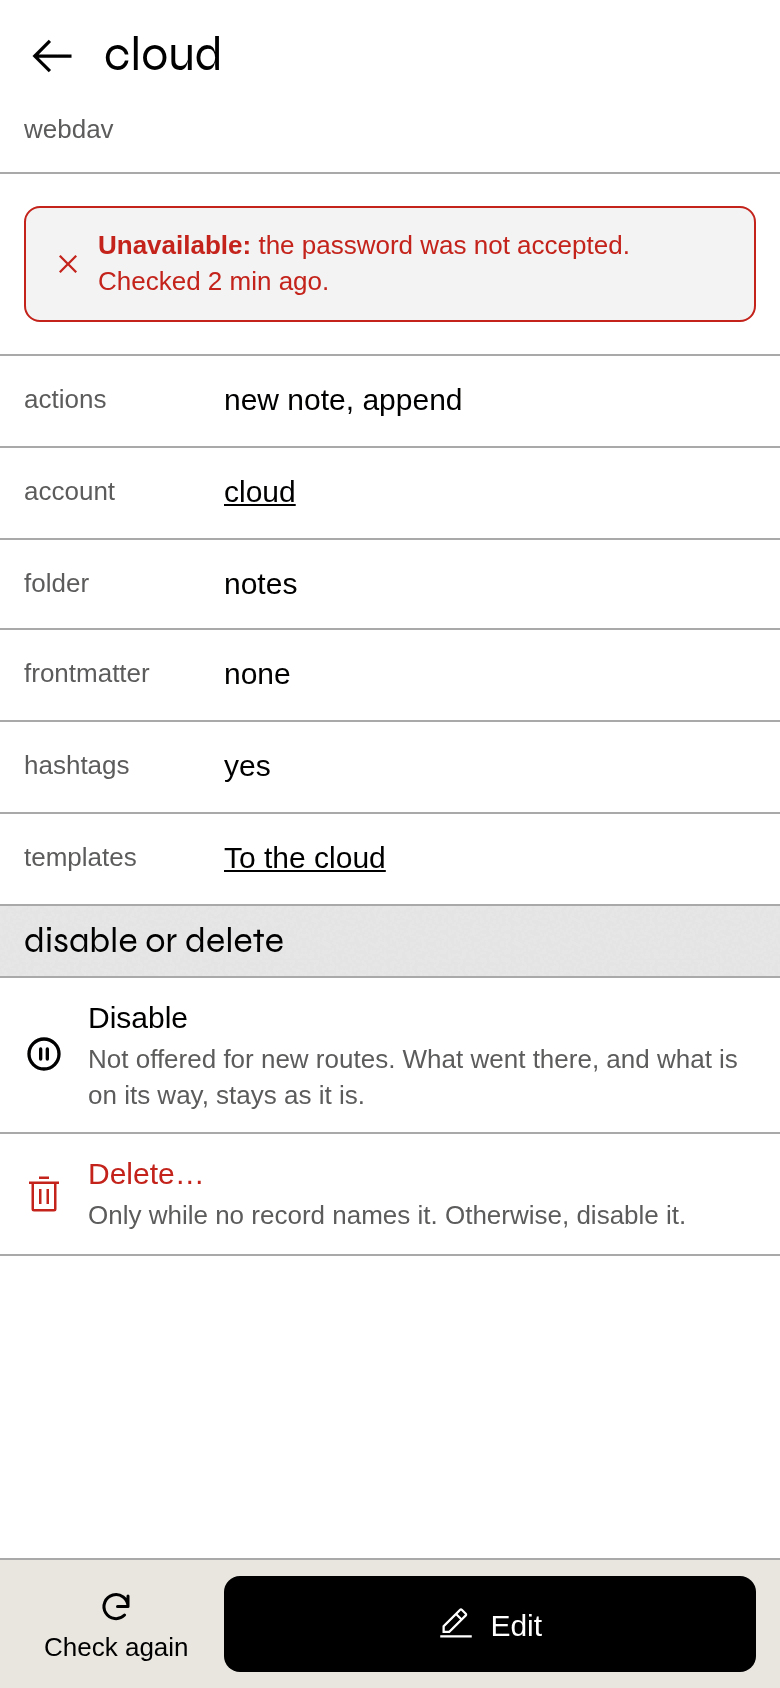 cloud
webdav
Unavailable: the password was not accepted.
Checked 2 min ago.
actions new note, append
account cloud
folder notes
frontmatter none
hashtags yes
templates To the cloud
disable or delete
Disable
Not offered for new routes. What went there, and what is
on its way, stays as it is.
Delete…
Only while no record names it. Otherwise, disable it.
Check again
Edit